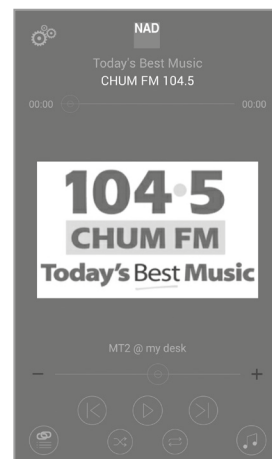 NAD
Today's Best Music
CHUM FM 104.5
00:00 00:00
104·5
CHUM FM
Today's Best Music
MT2 @ my desk